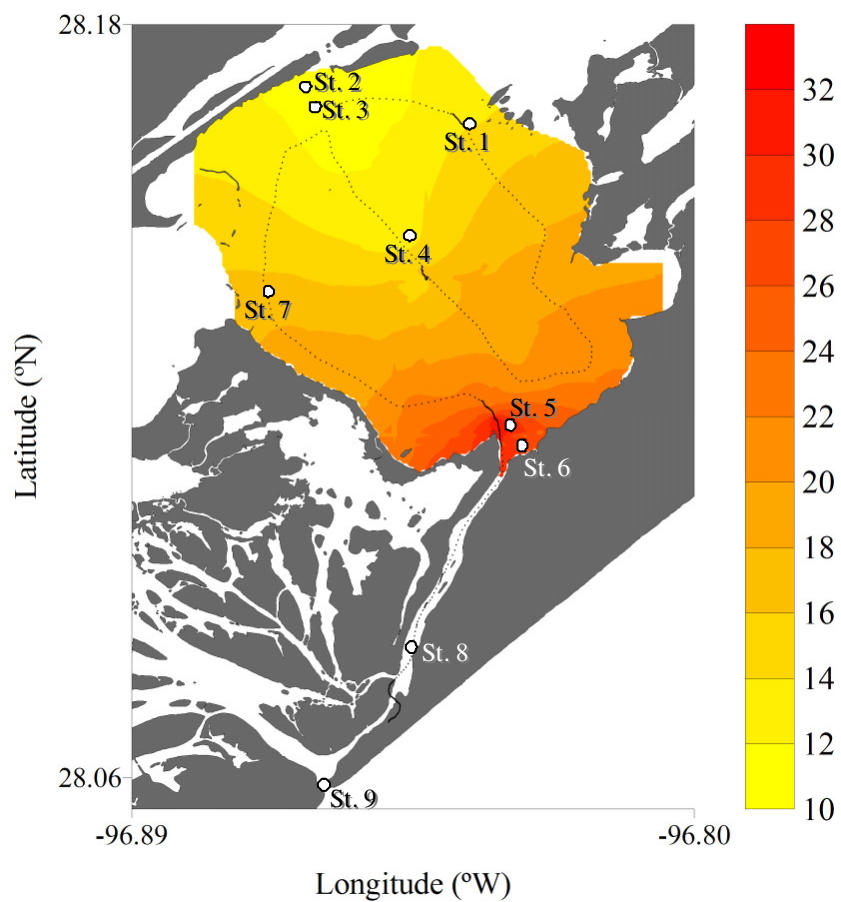 28.18
St. 2
St. 3
St. 1
St. 4
St. 7
St. 5
St. 6
St. 8
St. 9
28.06
-96.89
-96.80
Latitude (ºN)
Longitude (ºW)
32
30
28
26
24
22
20
18
16
14
12
10